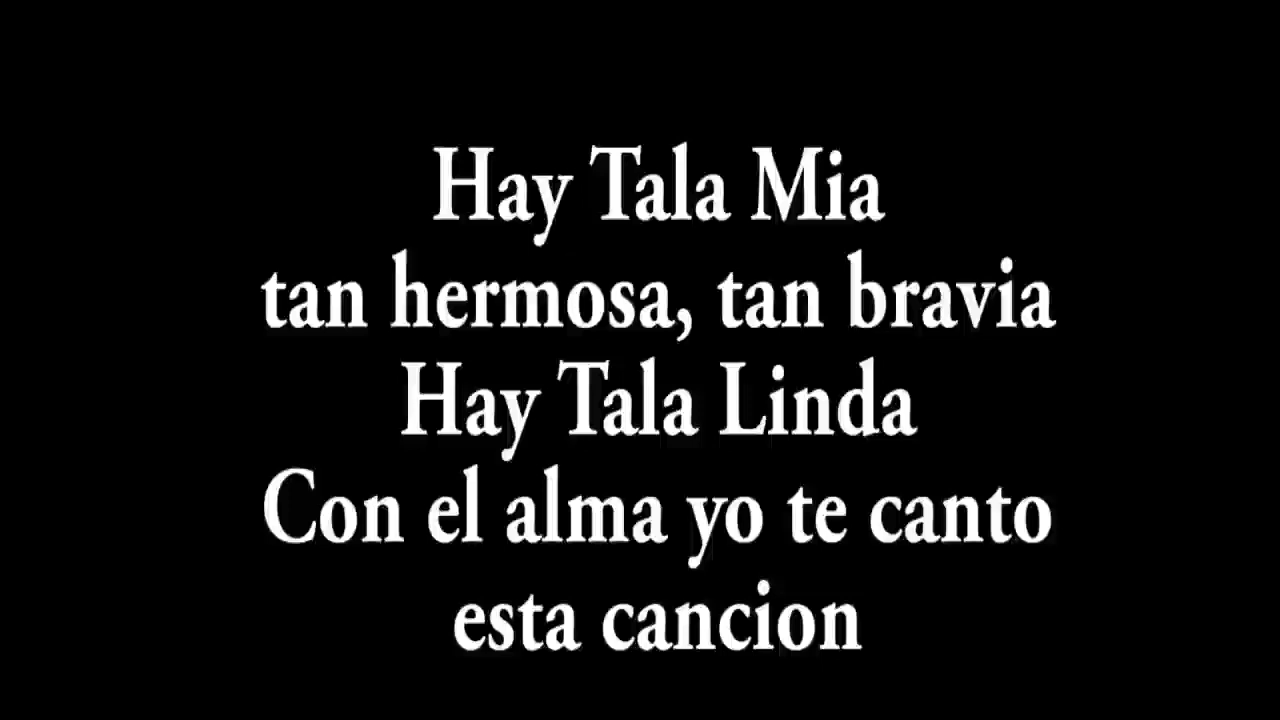 Hay Tala Mia
tan hermosa, tan bravia
Hay Tala Linda
Con el alma yo te canto
esta cancion